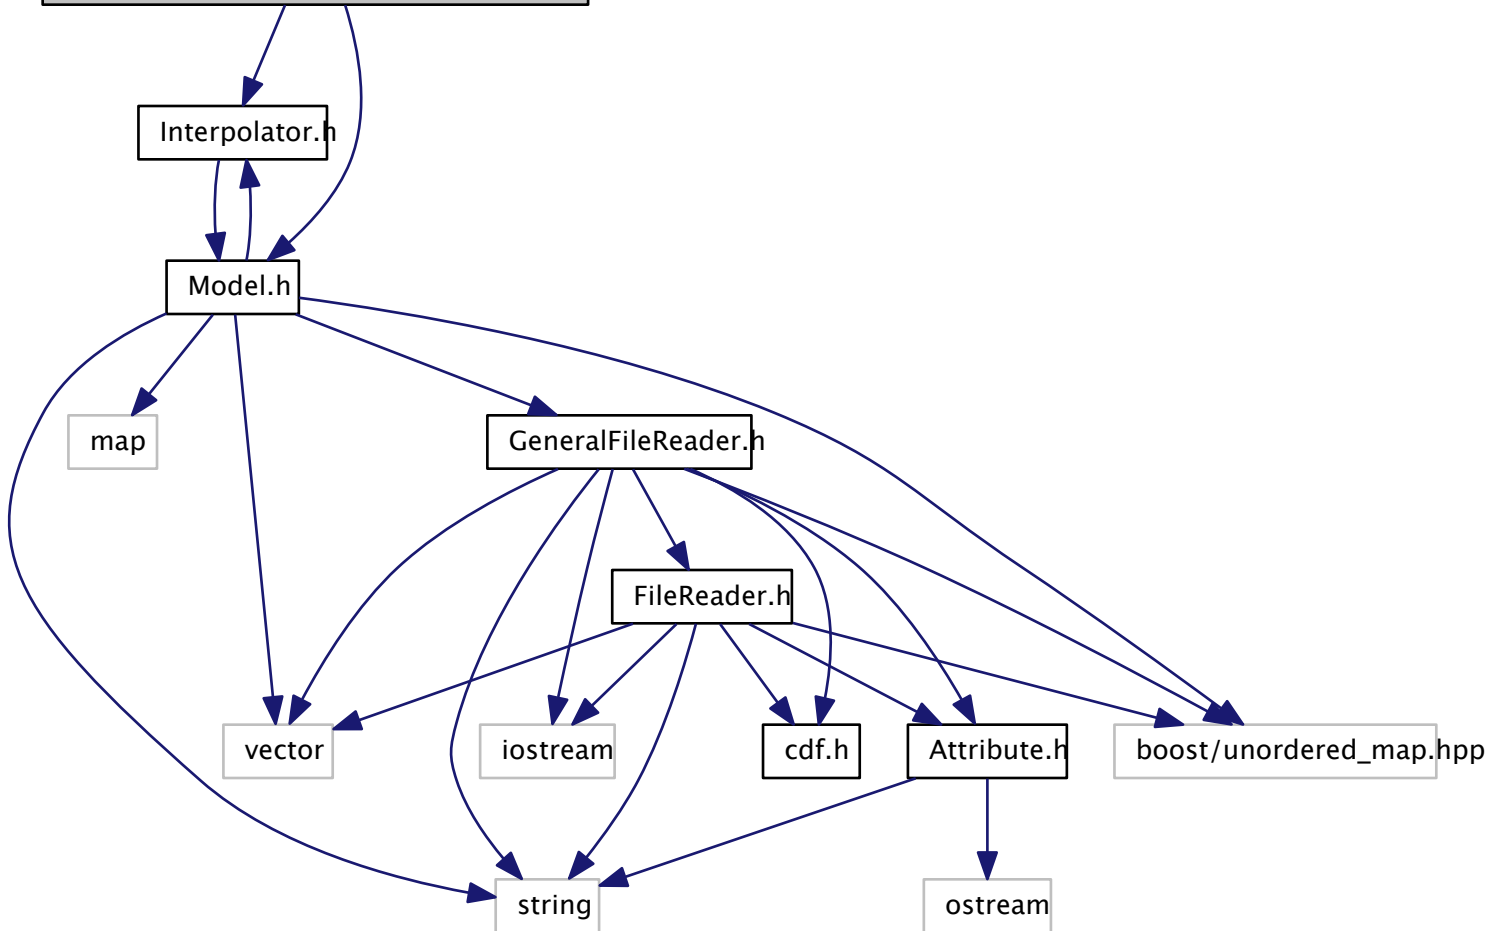 Interpolator.h
Model.h
map
GeneralFileReader.h
FileReader.h
vector
iostream
cdf.h
Attribute.h
boost/unordered_map.hpp
string
ostream